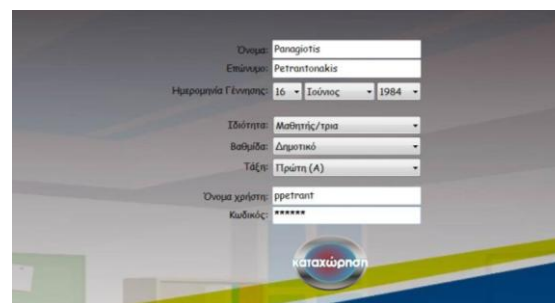 Όνομα: Panagiotis
Επώνυμο: Petrantonakis
Ημερομηνία Γέννησης: 16 Ιούνιος 1984
Ιδιότητα: Μαθητής/τρια
Βαθμίδα: Δημοτικό
Τάξη: Πρώτη (Α)
Όνομα χρήστη: ppetrant
Κωδικός: ******
καταχώρηση